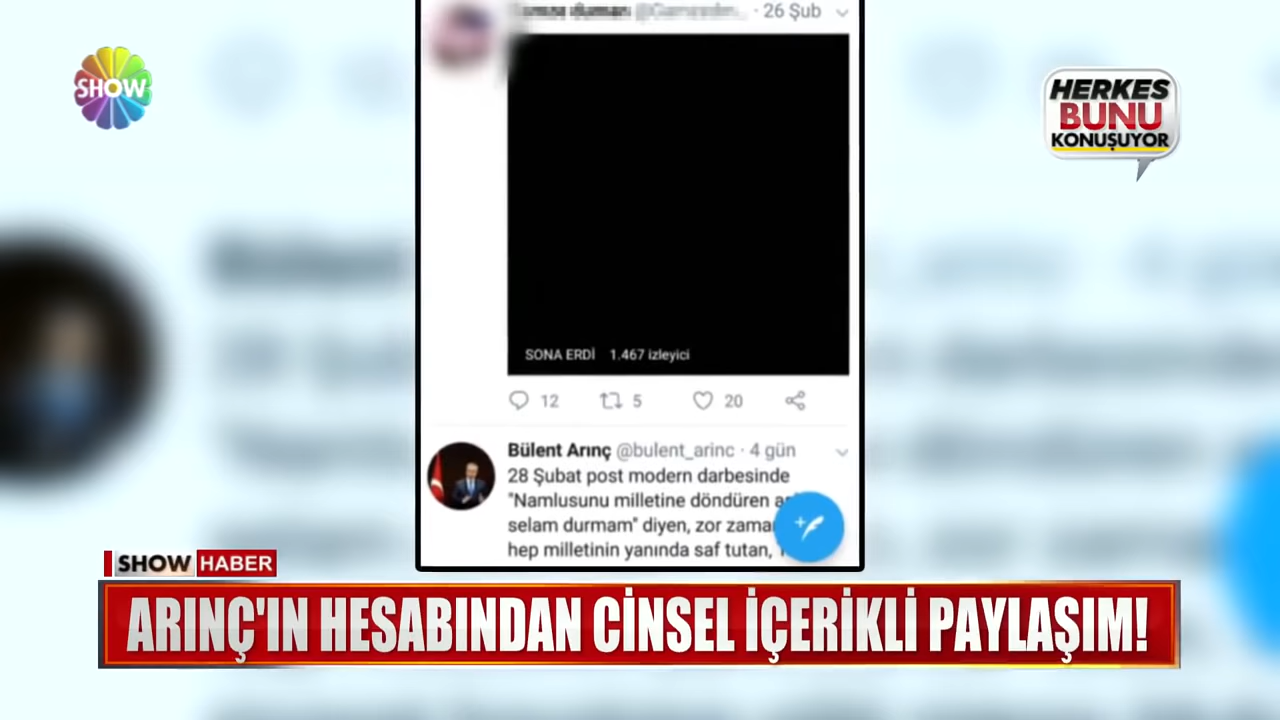 26 Şub
SHOW
HERKES
BUNU
KONUŞUYOR
SONA ERDİ 1.467 izleyici
12 5 20
Bülent Arınç @bulent_arinc · 4 gün
28 Şubat post modern darbesinde
"Namlusunu milletine döndüren
selam durmam" diyen, zor
hep milletinin yanında saf tutan,
SHOW HABER
ARINÇ'IN HESABINDAN CİNSEL İÇERİKLİ PAYLAŞIM!